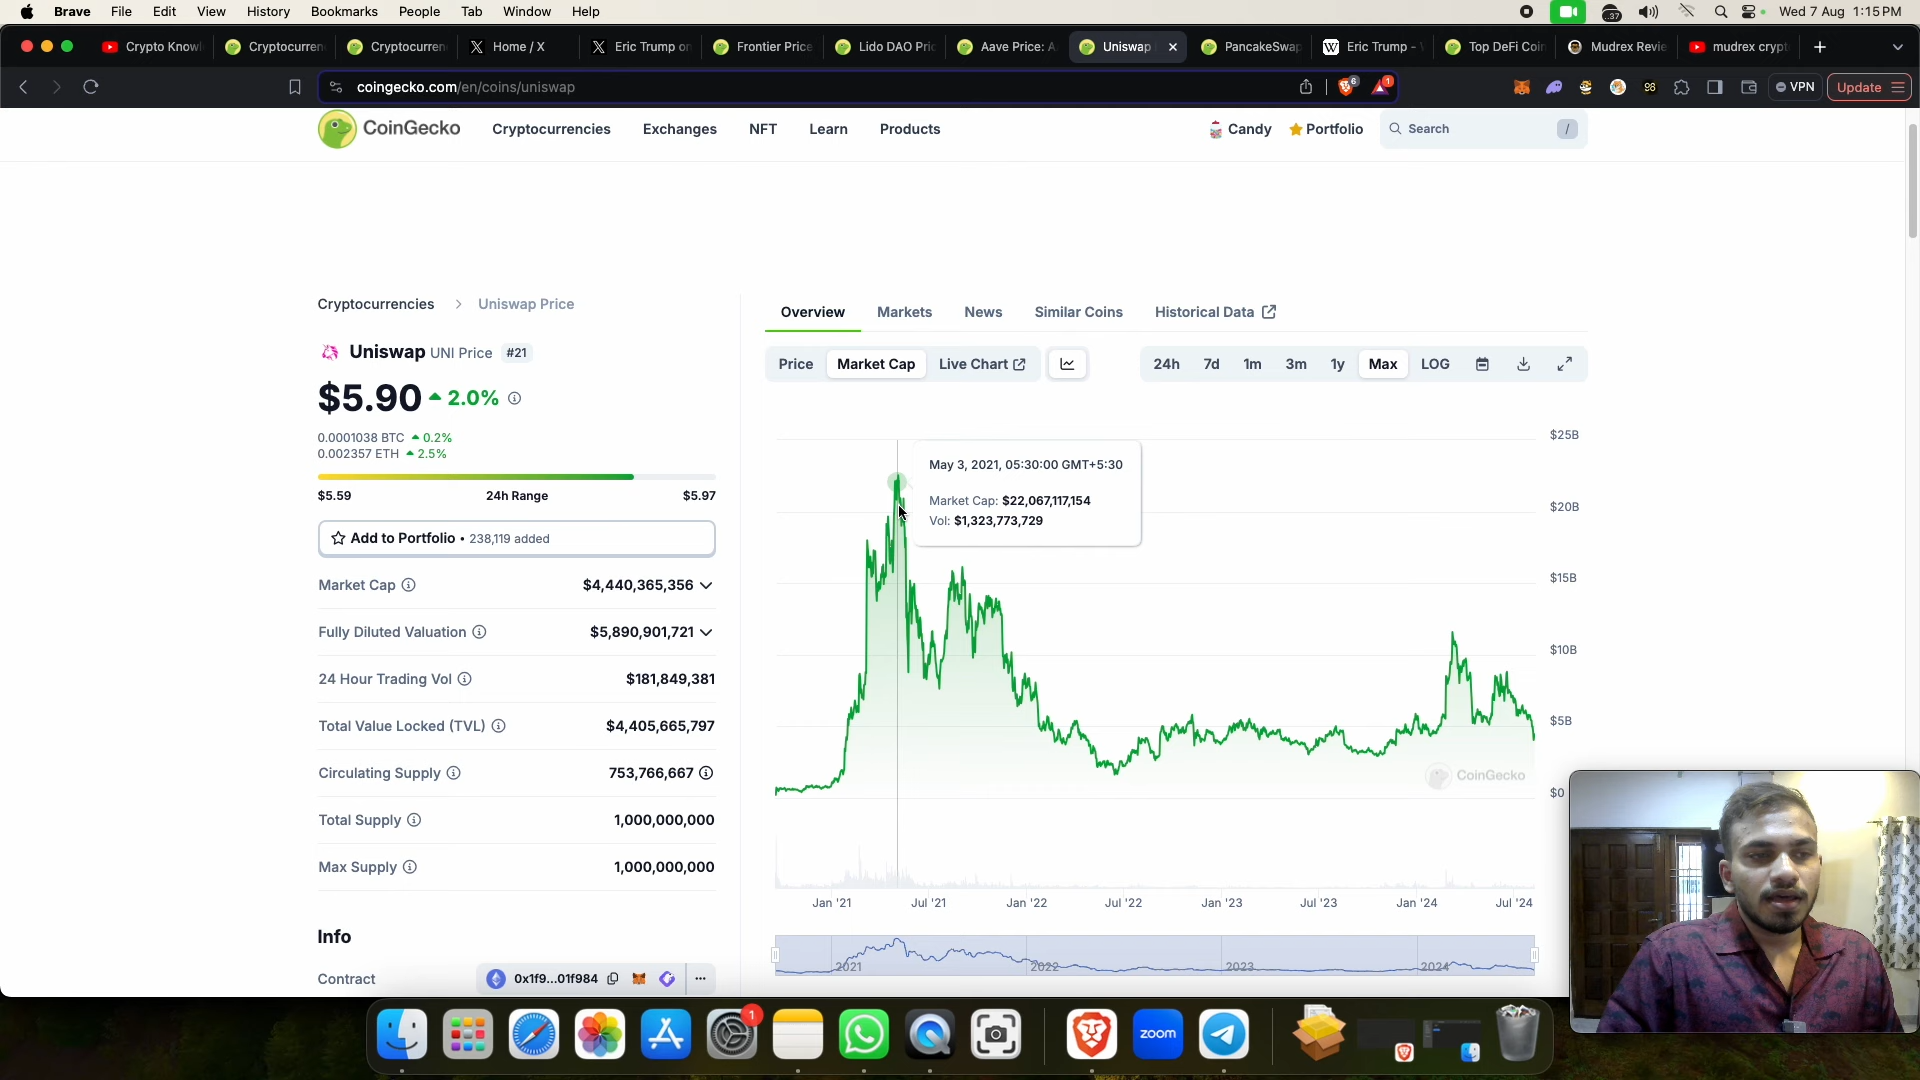 Brave File Edit View History Bookmarks People Tab Window Help
37
Wed 7 Aug 1:15 PM
Crypto Knowl
Cryptocurren
Cryptocurren
Home / X
Eric Trump on
Frontier Price
Lido DAO Pric
Aave Price: A
Uniswap
PancakeSwap
Eric Trump -
Top DeFi Coin
Mudrex Revie
mudrex crypt
coingecko.com/en/coins/uniswap
6
1
98
VPN
Update
CoinGecko
Cryptocurrencies
Exchanges
NFT
Learn
Products
Candy
Portfolio
Search
/
Cryptocurrencies > Uniswap Price
Uniswap UNI Price #21
$5.90 2.0%
0.0001038 BTC 0.2%
0.002357 ETH 2.5%
$5.59 24h Range $5.97
Add to Portfolio • 238,119 added
Market Cap $4,440,365,356
Fully Diluted Valuation $5,890,901,721
24 Hour Trading Vol $181,849,381
Total Value Locked (TVL) $4,405,665,797
Circulating Supply 753,766,667
Total Supply 1,000,000,000
Max Supply 1,000,000,000
Info
Contract 0x1f9...01f984
Overview Markets News Similar Coins Historical Data
Price Market Cap Live Chart
24h 7d 1m 3m 1y Max LOG
May 3, 2021, 05:30:00 GMT+5:30
Market Cap: $22,067,117,154
Vol: $1,323,773,729
$25B
$20B
$15B
$10B
$5B
$0
CoinGecko
Jan '21 Jul '21 Jan '22 Jul '22 Jan '23 Jul '23 Jan '24 Jul '24
2021 2022 2023 2024
1
zoom